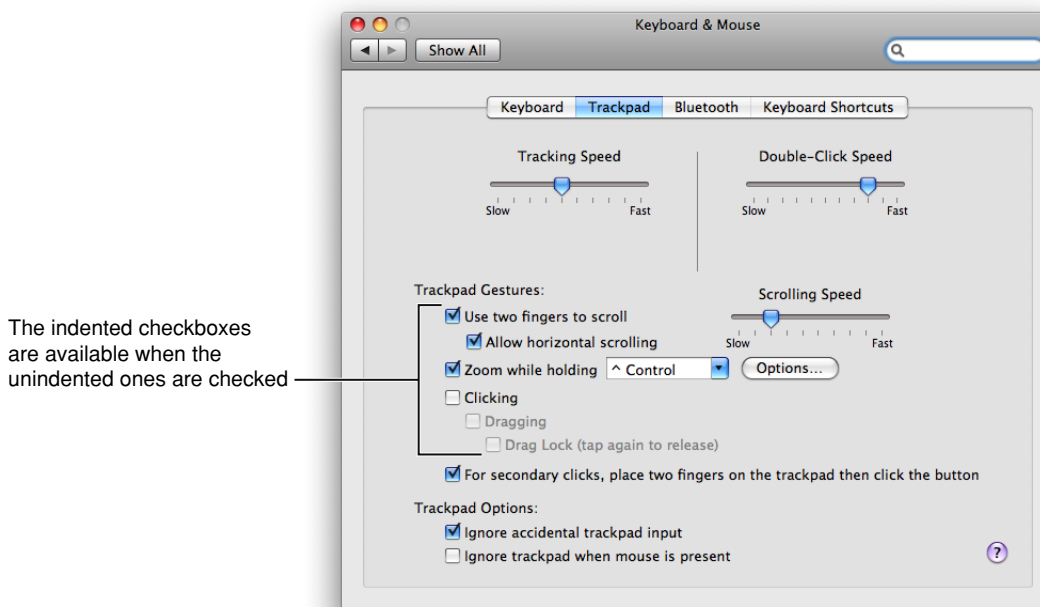 Keyboard & Mouse
Show All
Keyboard Trackpad Bluetooth Keyboard Shortcuts
Tracking Speed
Slow Fast
Double-Click Speed
Slow Fast
Trackpad Gestures:
Use two fingers to scroll
Allow horizontal scrolling
Scrolling Speed
Slow Fast
Zoom while holding ^ Control Options...
Clicking
Dragging
Drag Lock (tap again to release)
For secondary clicks, place two fingers on the trackpad then click the button
Trackpad Options:
Ignore accidental trackpad input
Ignore trackpad when mouse is present
?
The indented checkboxes
are available when the
unindented ones are checked